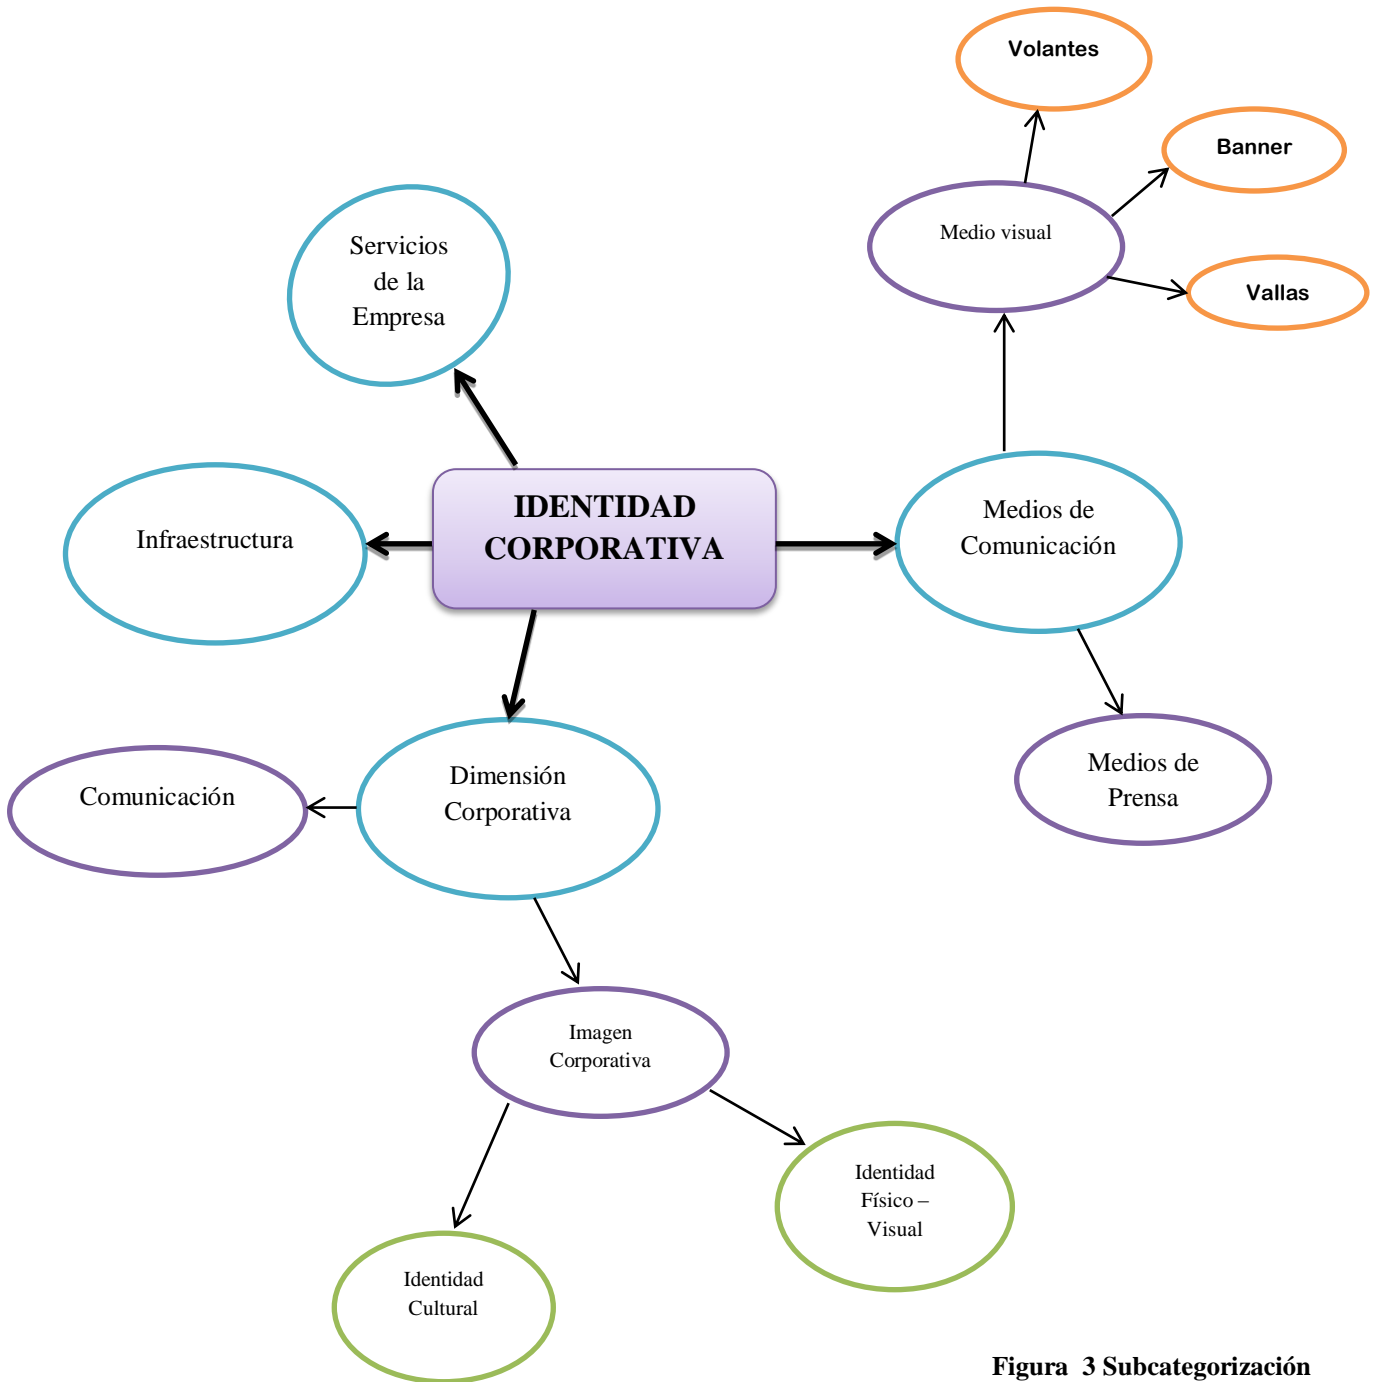 Volantes
Banner
Medio visual
Vallas
Servicios
de la
Empresa
IDENTIDAD
CORPORATIVA
Infraestructura
Medios de
Comunicación
Medios de
Prensa
Dimensión
Corporativa
Comunicación
Imagen
Corporativa
Identidad
Físico –
Visual
Identidad
Cultural
Figura  3 Subcategorización